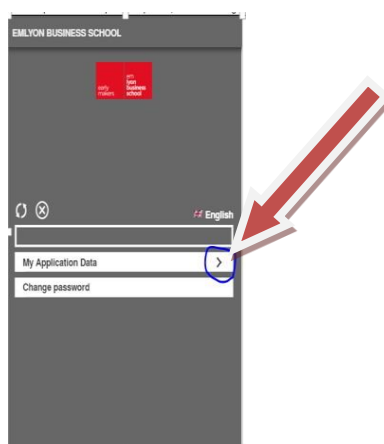 EMLYON BUSINESS SCHOOL
early
makers
em
lyon
business
school
English
My Application Data
Change password